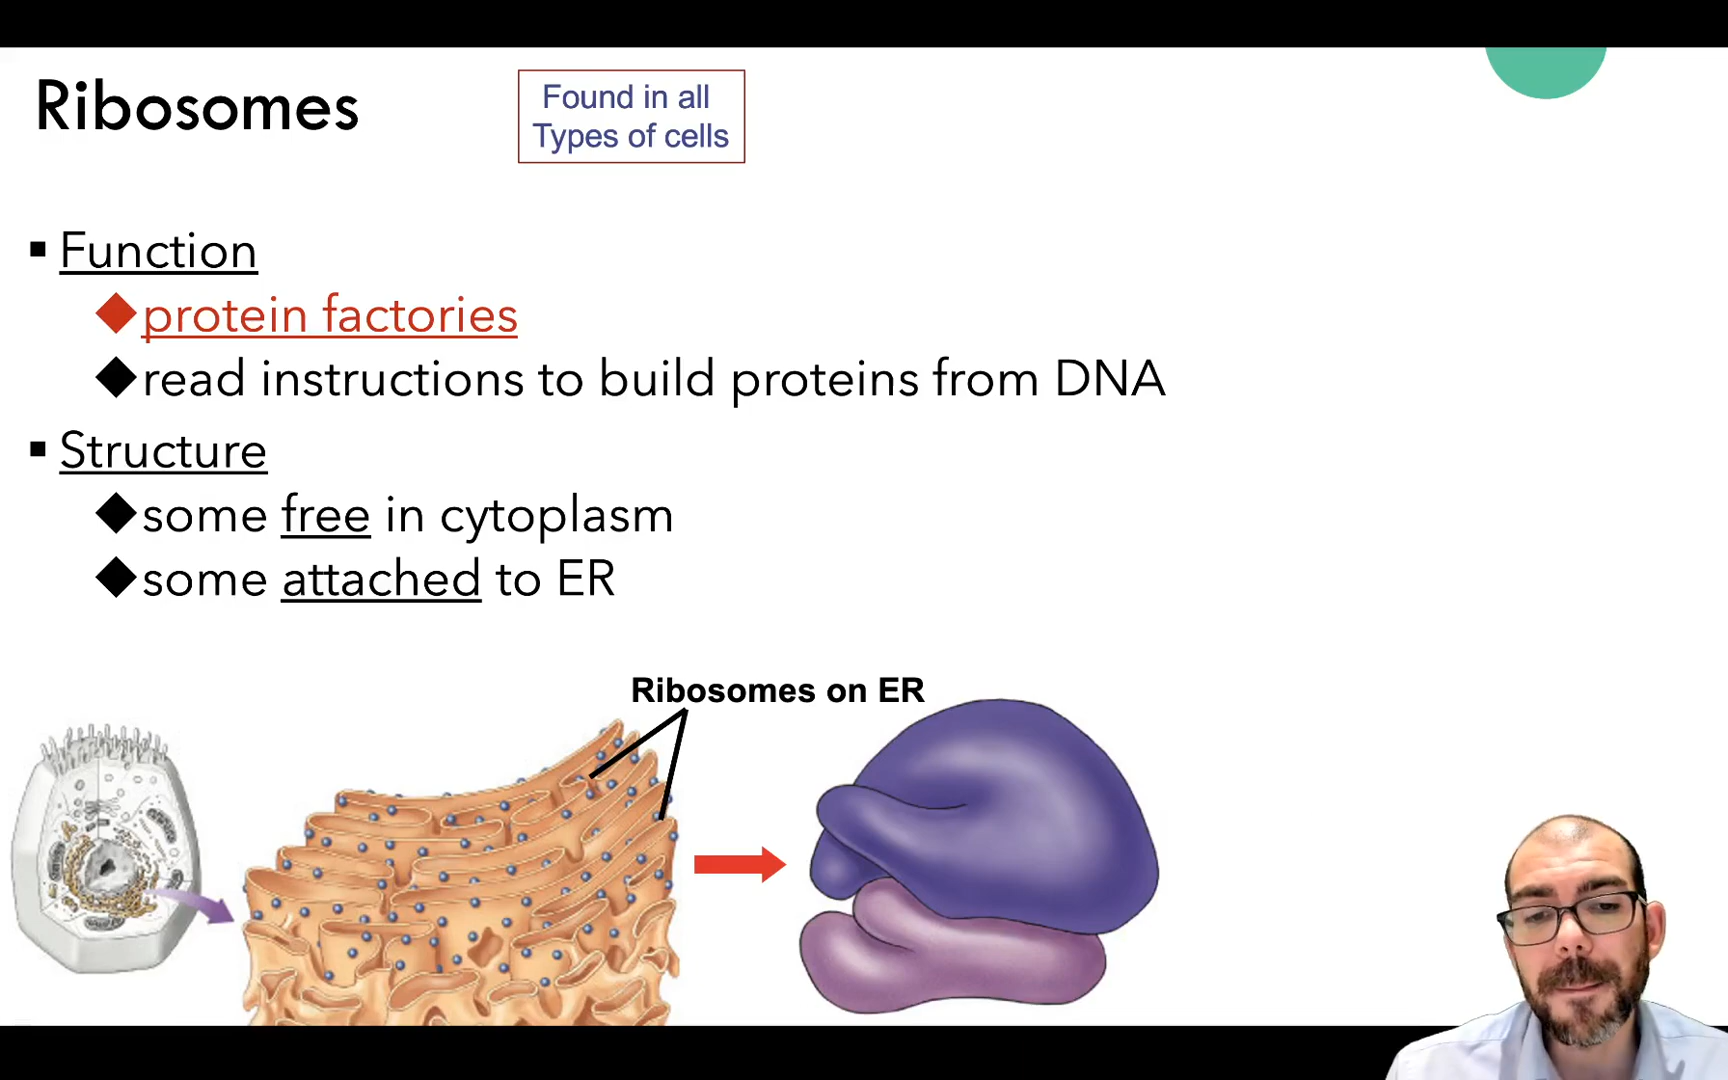 Ribosomes
Found in all
Types of cells
Function
protein factories
read instructions to build proteins from DNA
Structure
some free in cytoplasm
some attached to ER
Ribosomes on ER